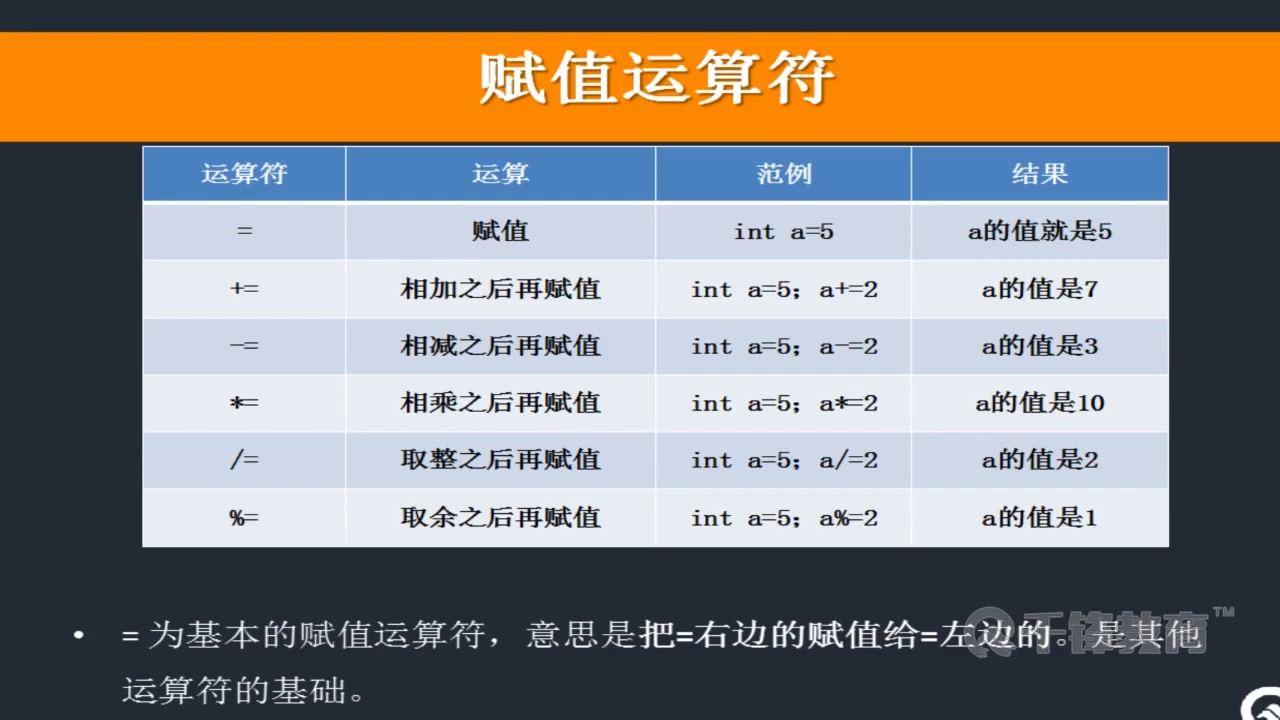 赋值运算符
运算符 运算 范例 结果
= 赋值 int a=5 a的值就是5
+= 相加之后再赋值 int a=5; a+=2 a的值是7
-= 相减之后再赋值 int a=5; a-=2 a的值是3
*= 相乘之后再赋值 int a=5; a*=2 a的值是10
/= 取整之后再赋值 int a=5; a/=2 a的值是2
%= 取余之后再赋值 int a=5; a%=2 a的值是1
• = 为基本的赋值运算符，意思是把=右边的赋值给=左边的。是其他
运算符的基础。
千锋教育™